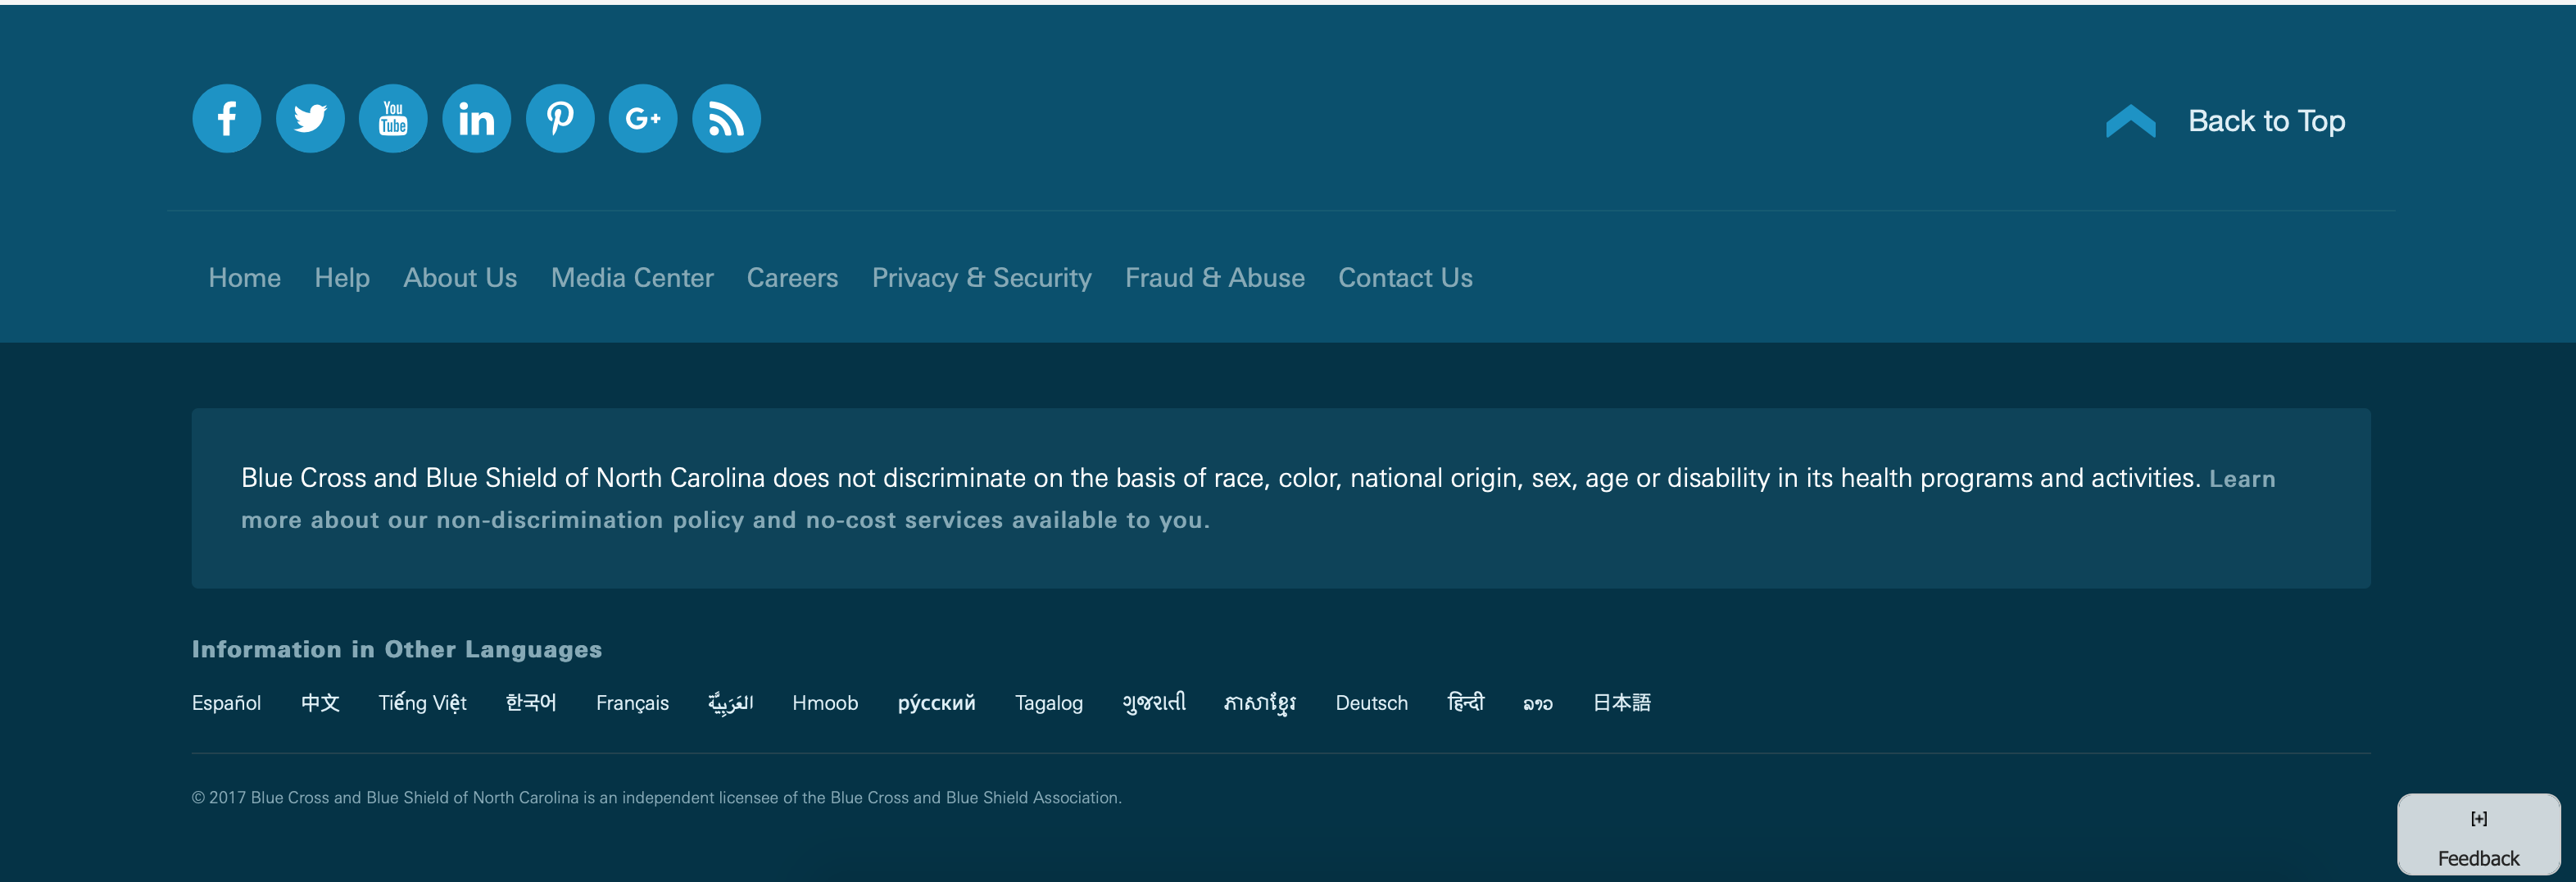 f You Tube in G+ Back to Top
Home Help About Us Media Center Careers Privacy & Security Fraud & Abuse Contact Us
Blue Cross and Blue Shield of North Carolina does not discriminate on the basis of race, color, national origin, sex, age or disability in its health programs and activities. Learn
more about our non-discrimination policy and no-cost services available to you.
Information in Other Languages
Español 中文 Tiếng Việt 한국어 Français العَرَبِيَّة Hmoob ру́сский Tagalog ગુજરાતી ភាសាខ្មែរ Deutsch हिन्दी ລາວ 日本語
© 2017 Blue Cross and Blue Shield of North Carolina is an independent licensee of the Blue Cross and Blue Shield Association.
[+]
Feedback